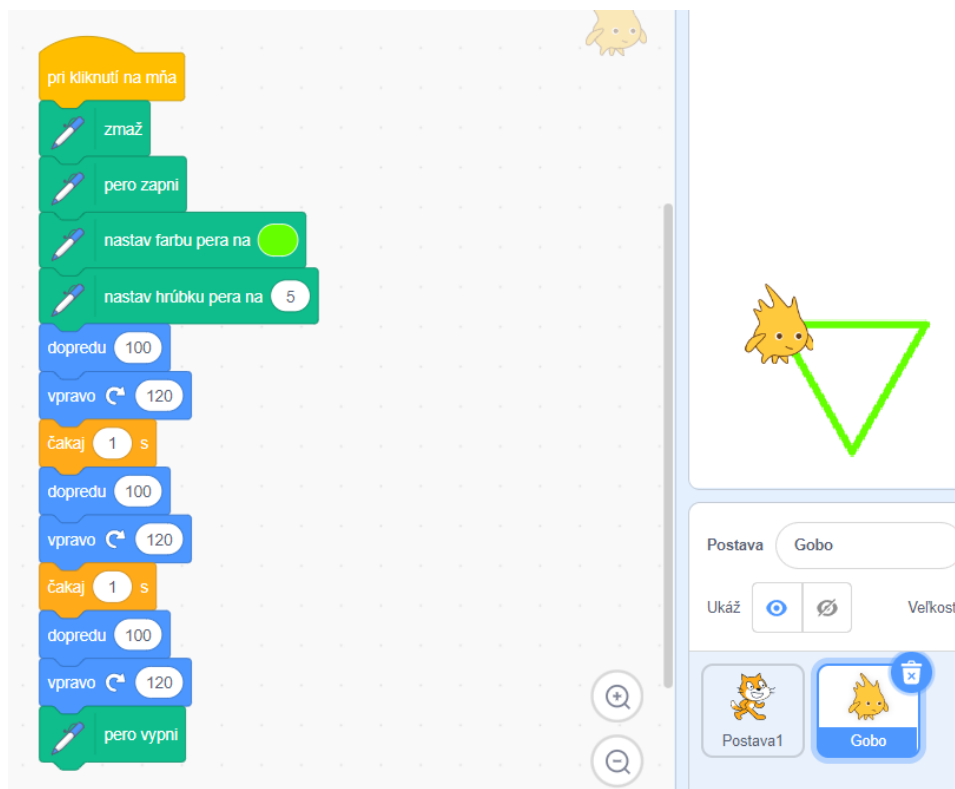 pri kliknutí na mňa
zmaž
pero zapni
nastav farbu pera na
nastav hrúbku pera na 5
dopredu 100
vpravo 120
čakaj 1 s
dopredu 100
vpravo 120
čakaj 1 s
dopredu 100
vpravo 120
pero vypni
Postava Gobo
Ukáž Veľkosť
Postava1 Gobo